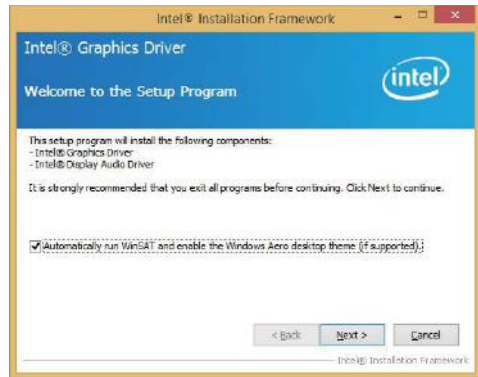 Intel® Installation Framework
Intel® Graphics Driver
Welcome to the Setup Program
intel
This setup program will install the following components:
- Intel® Graphics Driver
- Intel® Display Audio Driver
It is strongly recommended that you exit all programs before continuing. Click Next to continue.
Automatically run WinSAT and enable the Windows Aero desktop theme (if supported).
< Back Next > Cancel
Intel® Installation Framework